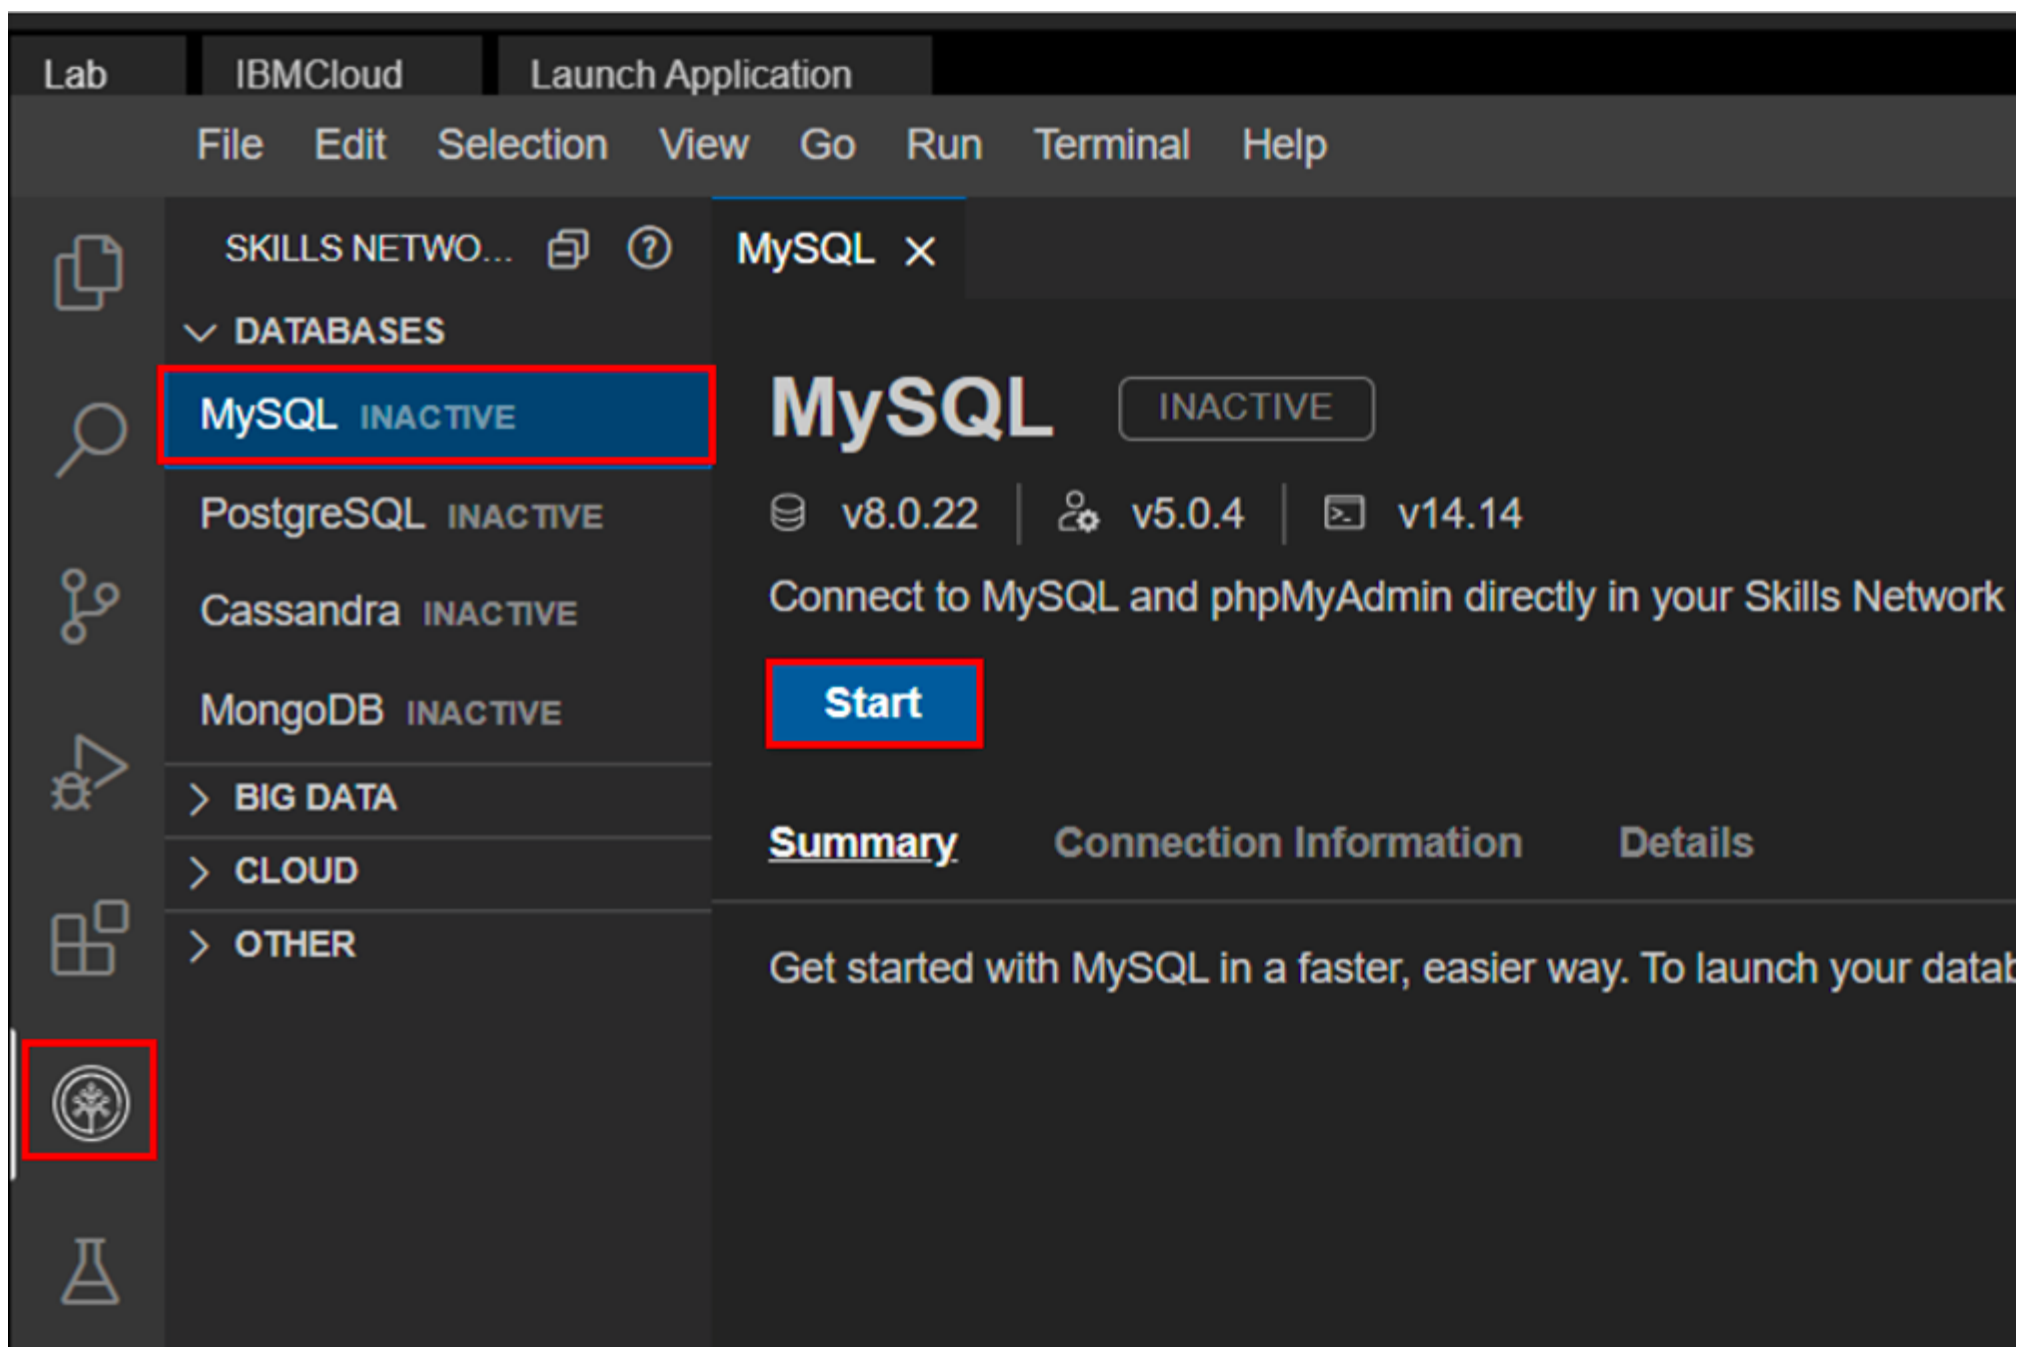 Lab IBMCloud Launch Application
File Edit Selection View Go Run Terminal Help
SKILLS NETWO... ?
DATABASES
MySQL INACTIVE
PostgreSQL INACTIVE
Cassandra INACTIVE
MongoDB INACTIVE
BIG DATA
CLOUD
OTHER
MySQL
MySQL INACTIVE
v8.0.22 v5.0.4 v14.14
Connect to MySQL and phpMyAdmin directly in your Skills Network
Start
Summary Connection Information Details
Get started with MySQL in a faster, easier way. To launch your datab